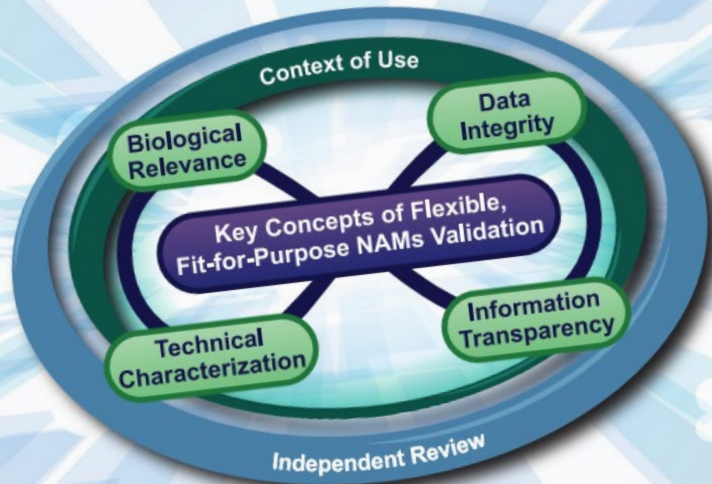 Context of Use
Biological
Relevance
Data
Integrity
Key Concepts of Flexible,
Fit-for-Purpose NAMs Validation
Technical
Characterization
Information
Transparency
Independent Review